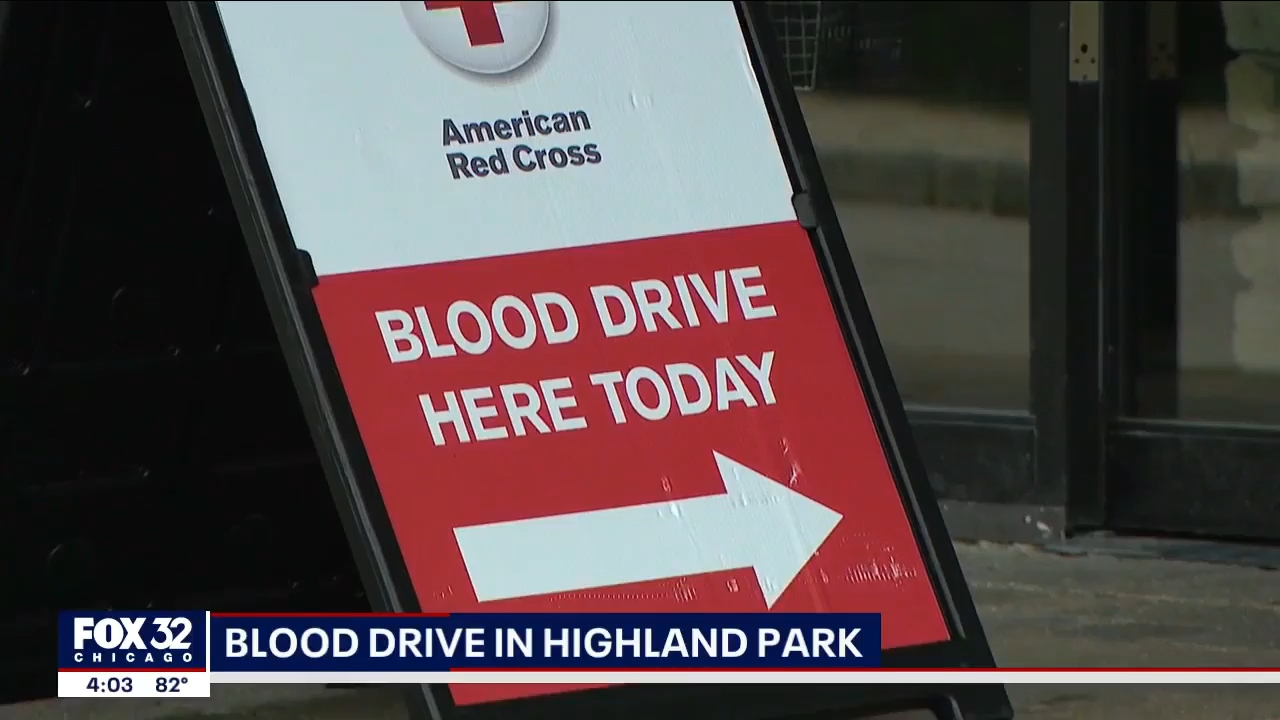 American
Red Cross
BLOOD DRIVE
HERE TODAY
FOX 32
CHICAGO
BLOOD DRIVE IN HIGHLAND PARK
4:03 82°